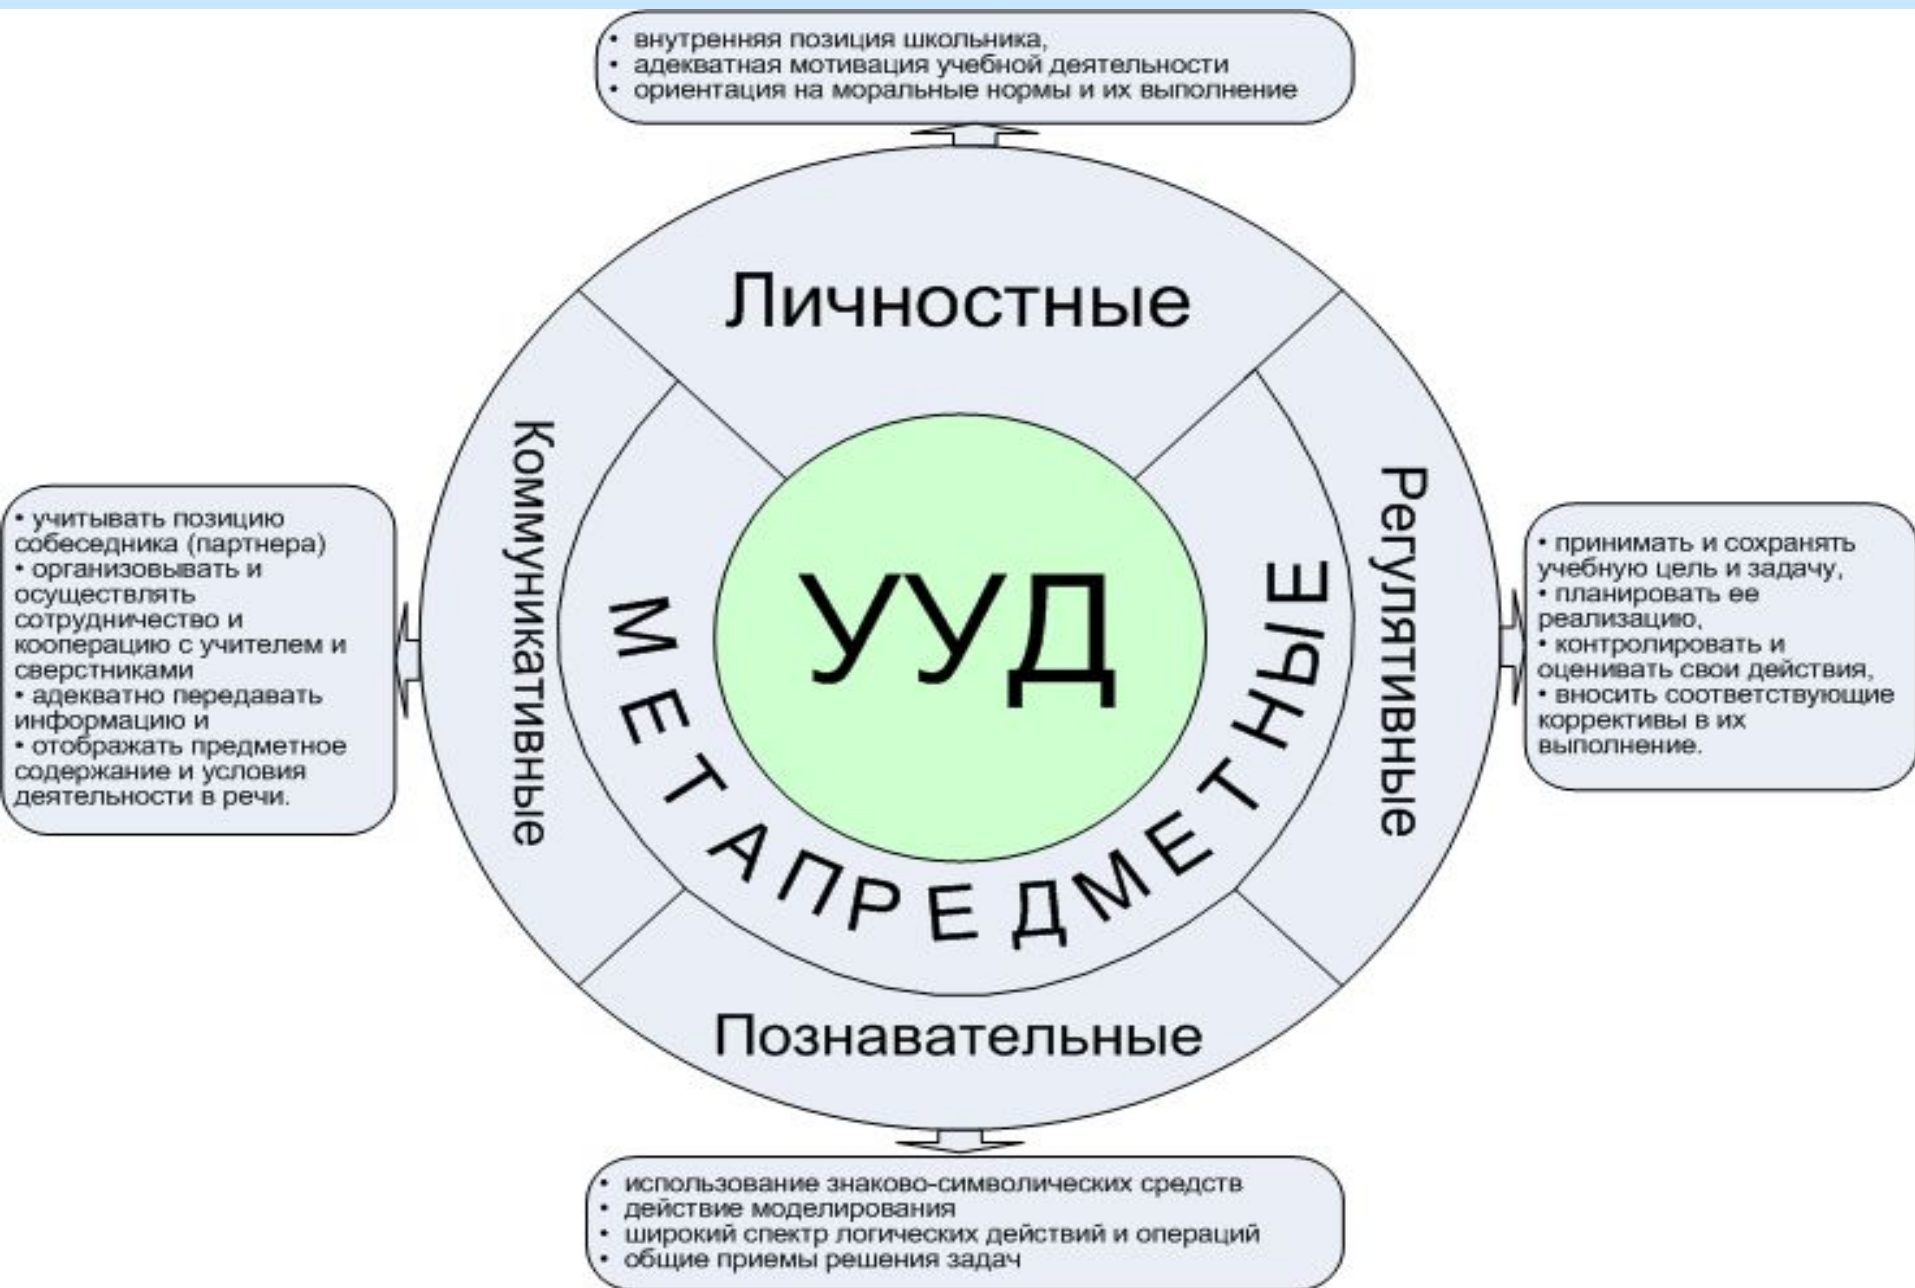 • внутренняя позиция школьника,
• адекватная мотивация учебной деятельности
• ориентация на моральные нормы и их выполнение
Личностные
Коммуникативные
• учитывать позицию
собеседника (партнера)
• организовывать и
осуществлять
сотрудничество и
кооперацию с учителем и
сверстниками
• адекватно передавать
информацию и
• отображать предметное
содержание и условия
деятельности в речи.
УУД
МЕТАПРЕДМЕТНЫЕ
Регулятивные
• принимать и сохранять
учебную цель и задачу,
• планировать ее
реализацию,
• контролировать и
оценивать свои действия,
• вносить соответствующие
коррективы в их
выполнение.
Познавательные
• использование знаково-символических средств
• действие моделирования
• широкий спектр логических действий и операций
• общие приемы решения задач